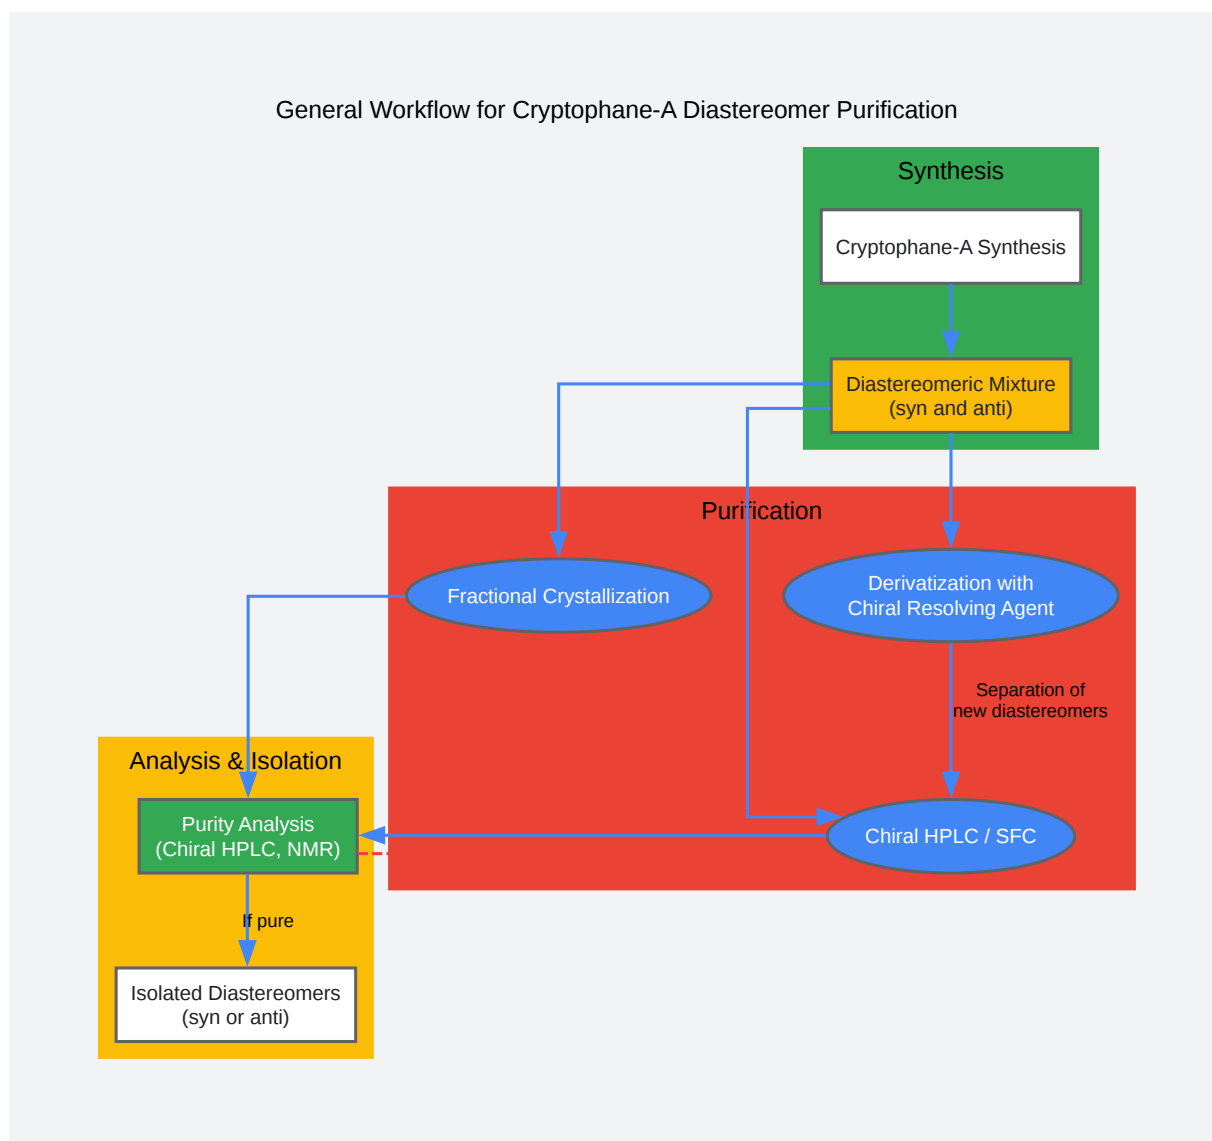 General Workflow for Cryptophane-A Diastereomer Purification
Synthesis
Cryptophane-A Synthesis
Diastereomeric Mixture
(syn and anti)
Purification
Fractional Crystallization
Derivatization with
Chiral Resolving Agent
Separation of
new diastereomers
Analysis & Isolation
Purity Analysis
(Chiral HPLC, NMR)
Chiral HPLC / SFC
If pure
Isolated Diastereomers
(syn or anti)